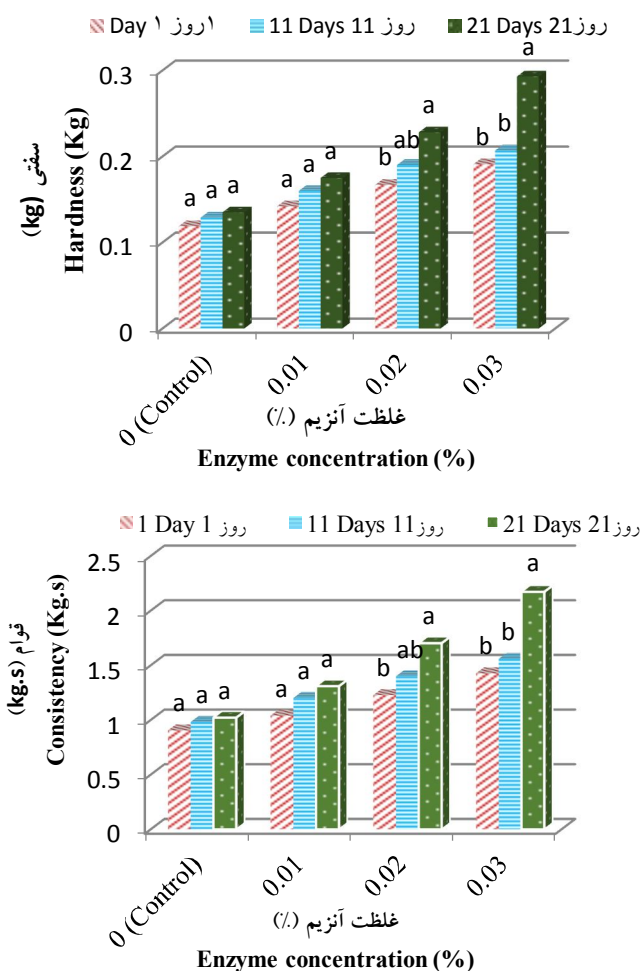 Day ۱ روز ۱ 11 Days 11 روز 21 Days 21 روز
سفتی (kg)
Hardness (Kg)
0.3
0.2
0.1
0
a a a a a a b ab a b b a
0 (Control) 0.01 0.02 0.03
غلظت آنزیم (٪)
Enzyme concentration (%)
1 Day 1 روز 11 Days 11 روز 21 Days 21 روز
قوام (kg.s)
Consistency (Kg.s)
2.5
2
1.5
1
0.5
0
a a a a a a b ab a b b a
0 (Control) 0.01 0.02 0.03
غلظت آنزیم (٪)
Enzyme concentration (%)